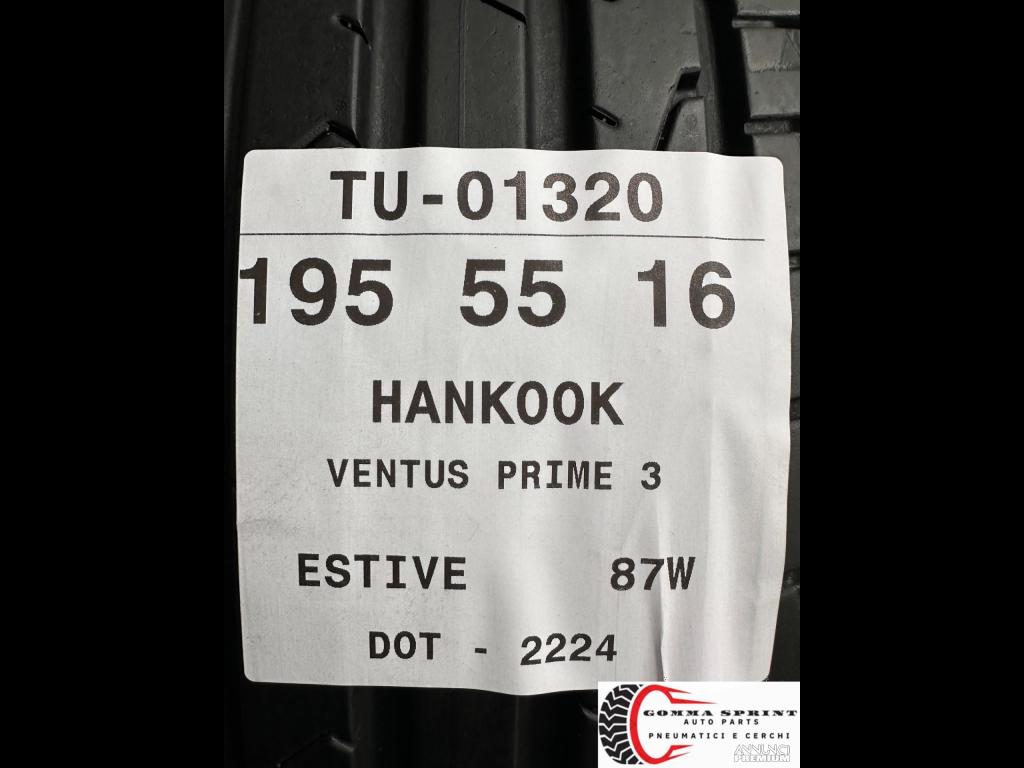 TU-01320
195 55 16
HANKOOK
VENTUS PRIME 3
ESTIVE 87W
DOT - 2224
GOMMA SPRINT
AUTO PARTS
PNEUMATICI E CERCHI
ANNUNCI
PREMIUM